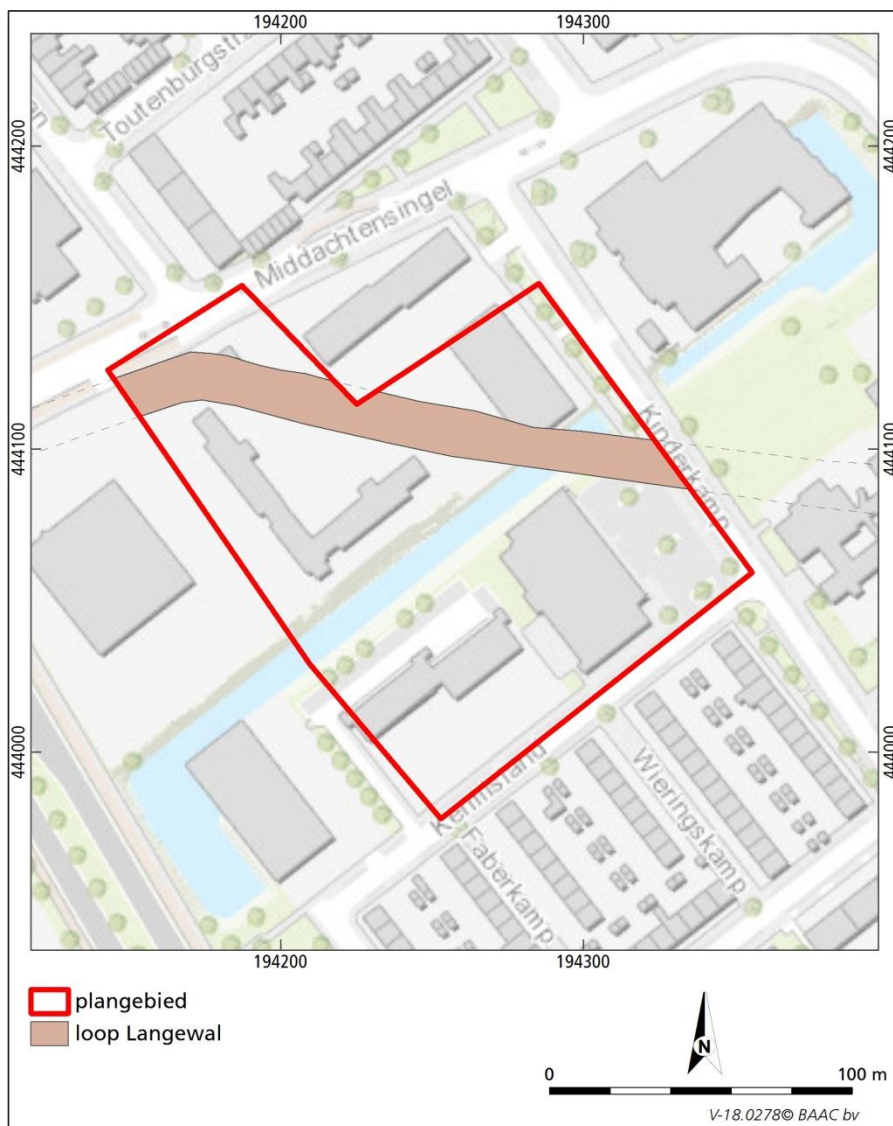 194200 194300
Toutenburgstr
444200 444200
Middachtensingel
444100 Kinderkamp 444100
444000 444000
Wieringskamp
Faberkamp
194200 194300
plangebied
loop Langewal
N
0 100 m
V-18.0278© BAAC bv